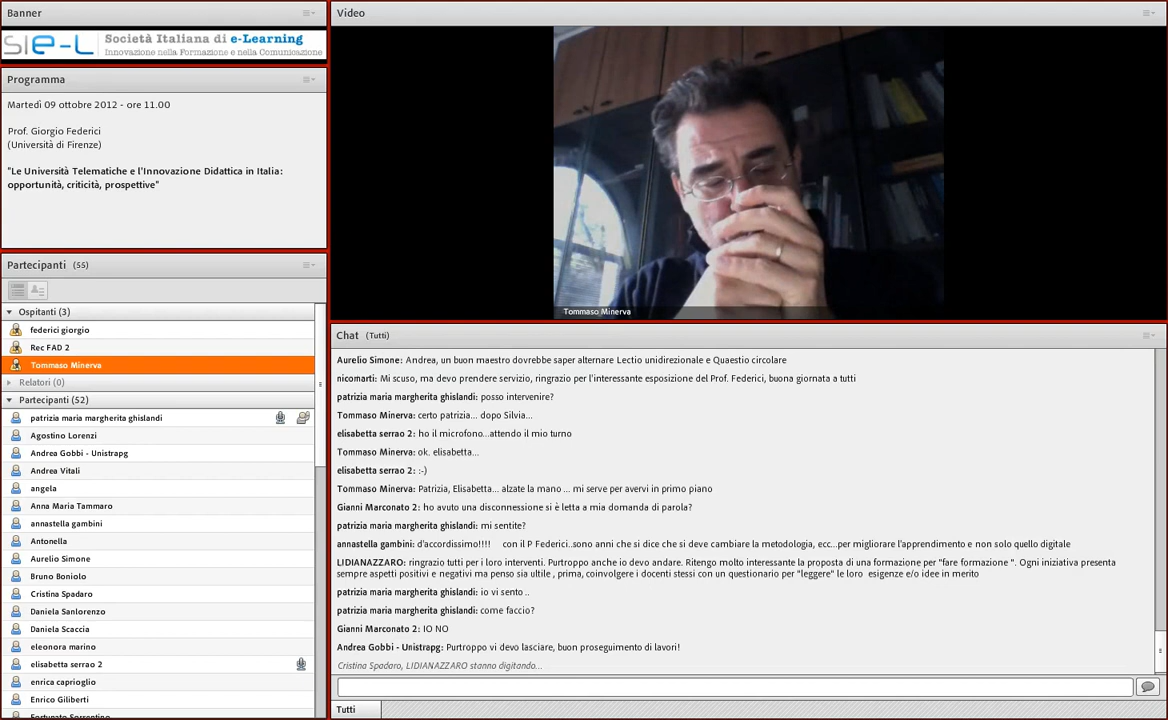 Banner
SIe-L Società Italiana di e-Learning
Innovazione nella Formazione e nella Comunicazione
Programma
Martedì 09 ottobre 2012 - ore 11.00
Prof. Giorgio Federici
(Università di Firenze)
"Le Università Telematiche e l'Innovazione Didattica in Italia:
opportunità, criticità, prospettive"
Partecipanti (55)
Ospitanti (3)
federici giorgio
Rec FAD 2
Tommaso Minerva
Relatori (0)
Partecipanti (52)
patrizia maria margherita ghislandi
Agostino Lorenzi
Andrea Gobbi - Unistrapg
Andrea Vitali
angela
Anna Maria Tammaro
annastella gambini
Antonella
Aurelio Simone
Bruno Boniolo
Cristina Spadaro
Daniela Sanlorenzo
Daniela Scaccia
eleonora marino
elisabetta serrao 2
enrica caprioglio
Enrico Giliberti
Fortunato Sorrentino
Video
Tommaso Minerva
Chat (Tutti)
Aurelio Simone: Andrea, un buon maestro dovrebbe saper alternare Lectio unidirezionale e Quaestio circolare
nicomarti: Mi scuso, ma devo prendere servizio, ringrazio per l'interessante esposizione del Prof. Federici, buona giornata a tutti
patrizia maria margherita ghislandi: posso intervenire?
Tommaso Minerva: certo patrizia... dopo Silvia...
elisabetta serrao 2: ho il microfono...attendo il mio turno
Tommaso Minerva: ok. elisabetta...
elisabetta serrao 2: :-)
Tommaso Minerva: Patrizia, Elisabetta... alzate la mano ... mi serve per avervi in primo piano
Gianni Marconato 2: ho avuto una disconnessione si è letta a mia domanda di parola?
patrizia maria margherita ghislandi: mi sentite?
annastella gambini: d'accordissimo!!!! con il P Federici..sono anni che si dice che si deve cambiare la metodologia, ecc...per migliorare l'apprendimento e non solo quello digitale
LIDIANAZZARO: ringrazio tutti per i loro interventi. Purtroppo anche io devo andare. Ritengo molto interessante la proposta di una formazione per "fare formazione ". Ogni iniziativa presenta
sempre aspetti positivi e negativi ma penso sia ultile , prima, coinvolgere i docenti stessi con un questionario per "leggere" le loro esigenze e/o idee in merito
patrizia maria margherita ghislandi: io vi sento ..
patrizia maria margherita ghislandi: come faccio?
Gianni Marconato 2: IO NO
Andrea Gobbi - Unistrapg: Purtroppo vi devo lasciare, buon proseguimento di lavori!
Cristina Spadaro, LIDIANAZZARO stanno digitando...
Tutti